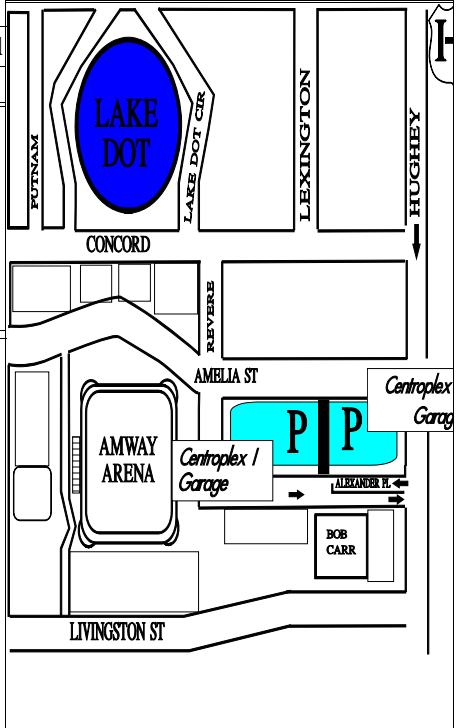 I-
LAKE
DOT
PUTNAM
LAKE DOT CIR
LEXINGTON
HUGHEY
CONCORD
REVERE
AMELIA ST
Centroplex
Garag
P
P
AMWAY
ARENA
Centroplex I
Garage
ALEXANDER PL
BOB
CARR
LIVINGSTON ST